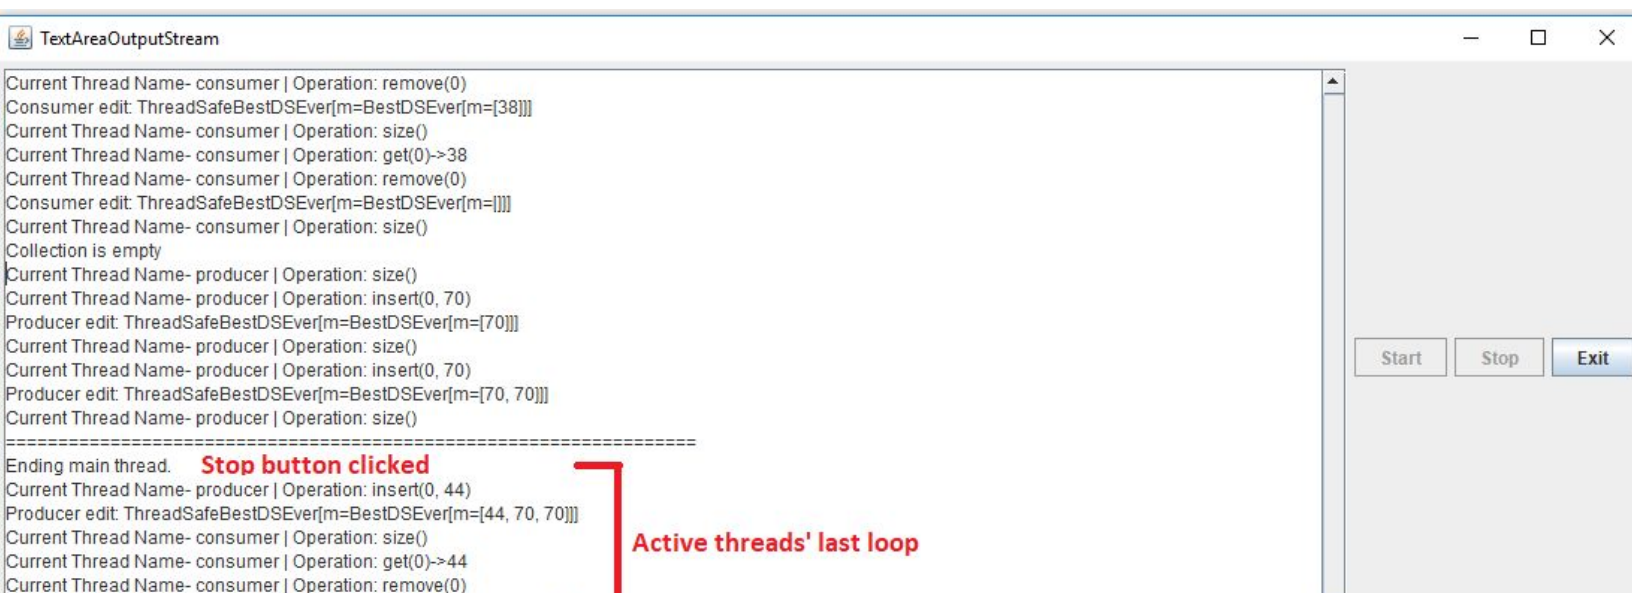 TextAreaOutputStream
Current Thread Name- consumer | Operation: remove(0)
Consumer edit: ThreadSafeBestDSEver[m=BestDSEver[m=[38]]]
Current Thread Name- consumer | Operation: size()
Current Thread Name- consumer | Operation: get(0)->38
Current Thread Name- consumer | Operation: remove(0)
Consumer edit: ThreadSafeBestDSEver[m=BestDSEver[m=[]]]
Current Thread Name- consumer | Operation: size()
Collection is empty
Current Thread Name- producer | Operation: size()
Current Thread Name- producer | Operation: insert(0, 70)
Producer edit: ThreadSafeBestDSEver[m=BestDSEver[m=[70]]]
Current Thread Name- producer | Operation: size()
Current Thread Name- producer | Operation: insert(0, 70)
Producer edit: ThreadSafeBestDSEver[m=BestDSEver[m=[70, 70]]]
Current Thread Name- producer | Operation: size()
==================================================================
Ending main thread. Stop button clicked
Current Thread Name- producer | Operation: insert(0, 44)
Producer edit: ThreadSafeBestDSEver[m=BestDSEver[m=[44, 70, 70]]]
Current Thread Name- consumer | Operation: size()
Current Thread Name- consumer | Operation: get(0)->44
Current Thread Name- consumer | Operation: remove(0)
Active threads' last loop
Start Stop Exit